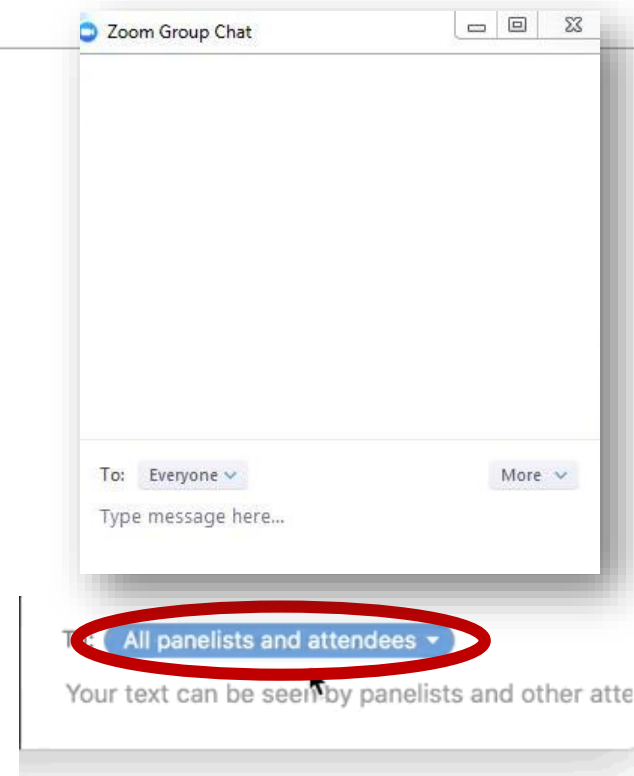 Zoom Group Chat
To: Everyone
More
Type message here...
All panelists and attendees
Your text can be seen by panelists and other atte